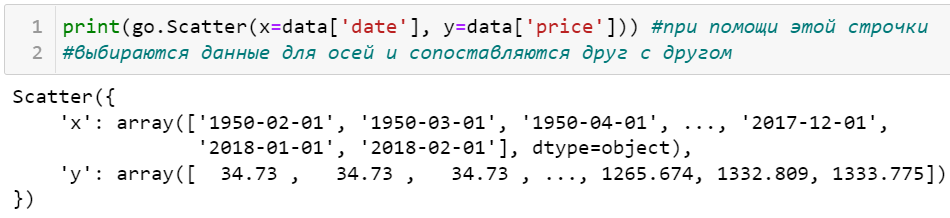 1 print(go.Scatter(x=data['date'], y=data['price'])) #при помощи этой строчки
2 #выбираются данные для осей и сопоставляются друг с другом
Scatter({
    'x': array(['1950-02-01', '1950-03-01', '1950-04-01', ..., '2017-12-01',
                '2018-01-01', '2018-02-01'], dtype=object),
    'y': array([  34.73 ,   34.73 ,   34.73 , ..., 1265.674, 1332.809, 1333.775])
})